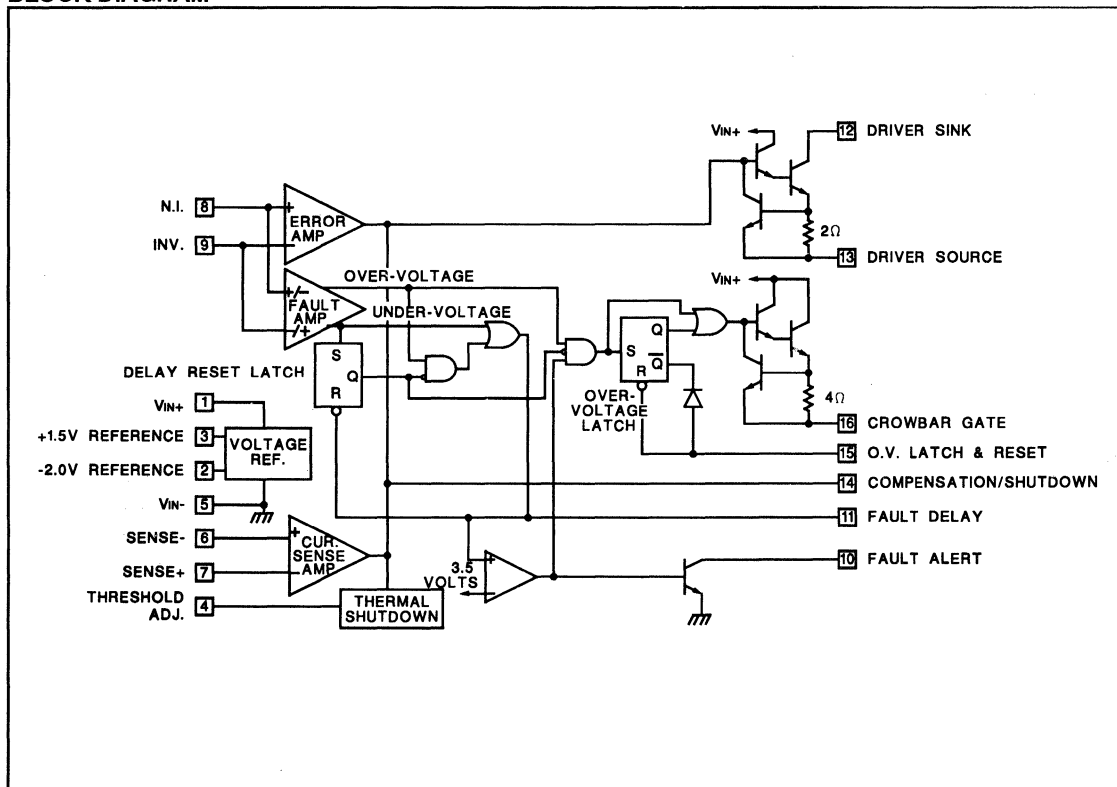 BLOCK DIAGRAM
VIN+
12 DRIVER SINK
N.I. 8
+
ERROR
AMP
INV. 9
−
2Ω
13 DRIVER SOURCE
OVER-VOLTAGE
VIN+
+/-
FAULT
AMP
-/+
UNDER-VOLTAGE
S
Q
R
DELAY RESET LATCH
S
Q
Q̅
R
OVER-
VOLTAGE
LATCH
4Ω
16 CROWBAR GATE
VIN+ 1
+1.5V REFERENCE 3
VOLTAGE
REF.
-2.0V REFERENCE 2
VIN- 5
15 O.V. LATCH & RESET
14 COMPENSATION/SHUTDOWN
11 FAULT DELAY
SENSE- 6
+
CUR.
SENSE
AMP
SENSE+ 7
−
3.5
VOLTS
+
−
10 FAULT ALERT
THRESHOLD
ADJ. 4
THERMAL
SHUTDOWN